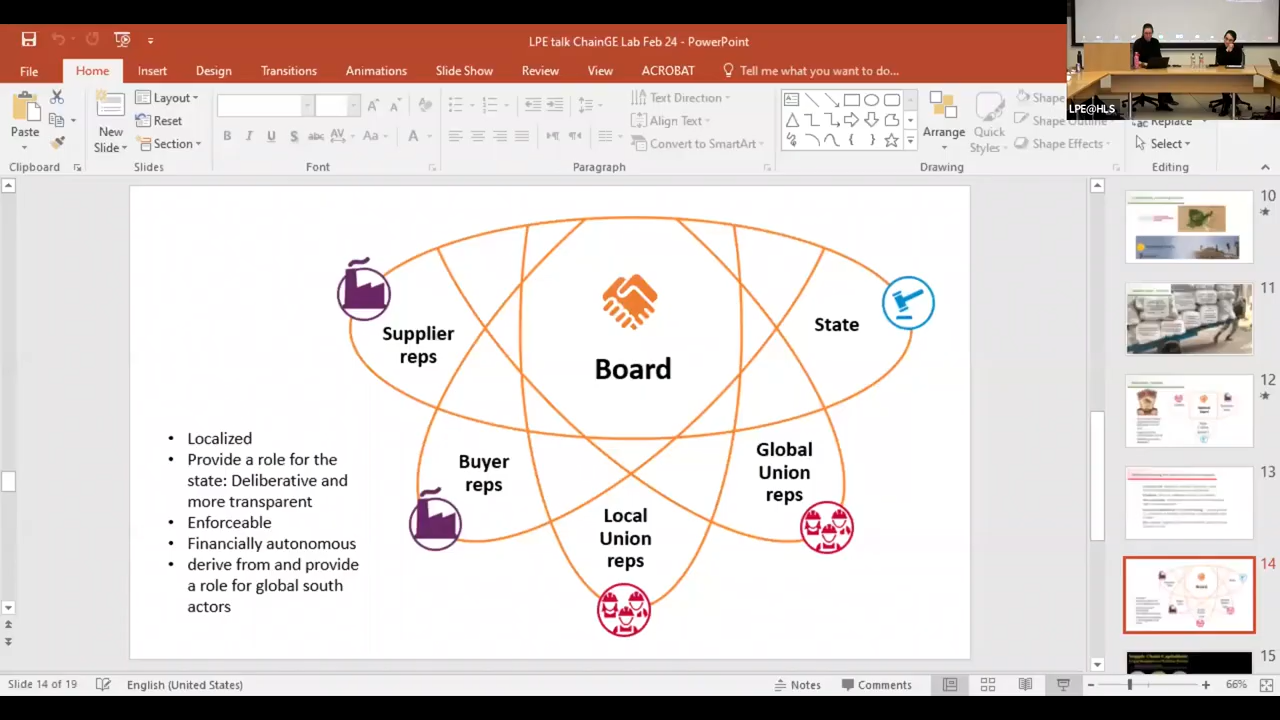 LPE talk ChainGE Lab Feb 24 - PowerPoint
LPE@HLS
File
Home
Insert
Design
Transitions
Animations
Slide Show
Review
View
ACROBAT
Tell me what you want to do...
Paste
New
Slide
Layout
Reset
Section
B I U S abc AV Aa A
Text Direction
Align Text
Convert to SmartArt
Arrange
Quick
Styles
Shape Outline
Shape Effects
Replace
Select
Clipboard
Slides
Font
Paragraph
Drawing
Editing
Supplier
reps
Board
State
Buyer
reps
Global
Union
reps
Local
Union
reps
• Localized
• Provide a role for the
state: Deliberative and
more transparent
• Enforceable
• Financially autonomous
• derive from and provide
a role for global south
actors
10
11
12
13
14
15
Slide 14 of 19
English (United States)
Notes
Comments
66%